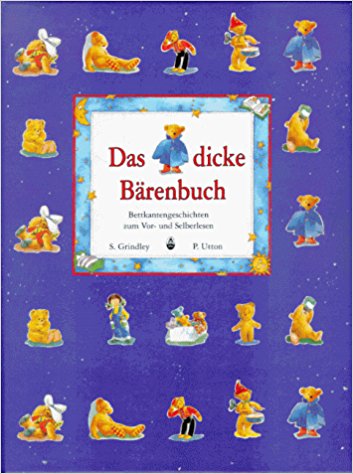 Das dicke
Bärenbuch
Bettkantengeschichten
zum Vor- und Selberlesen
S. Grindley P. Utton